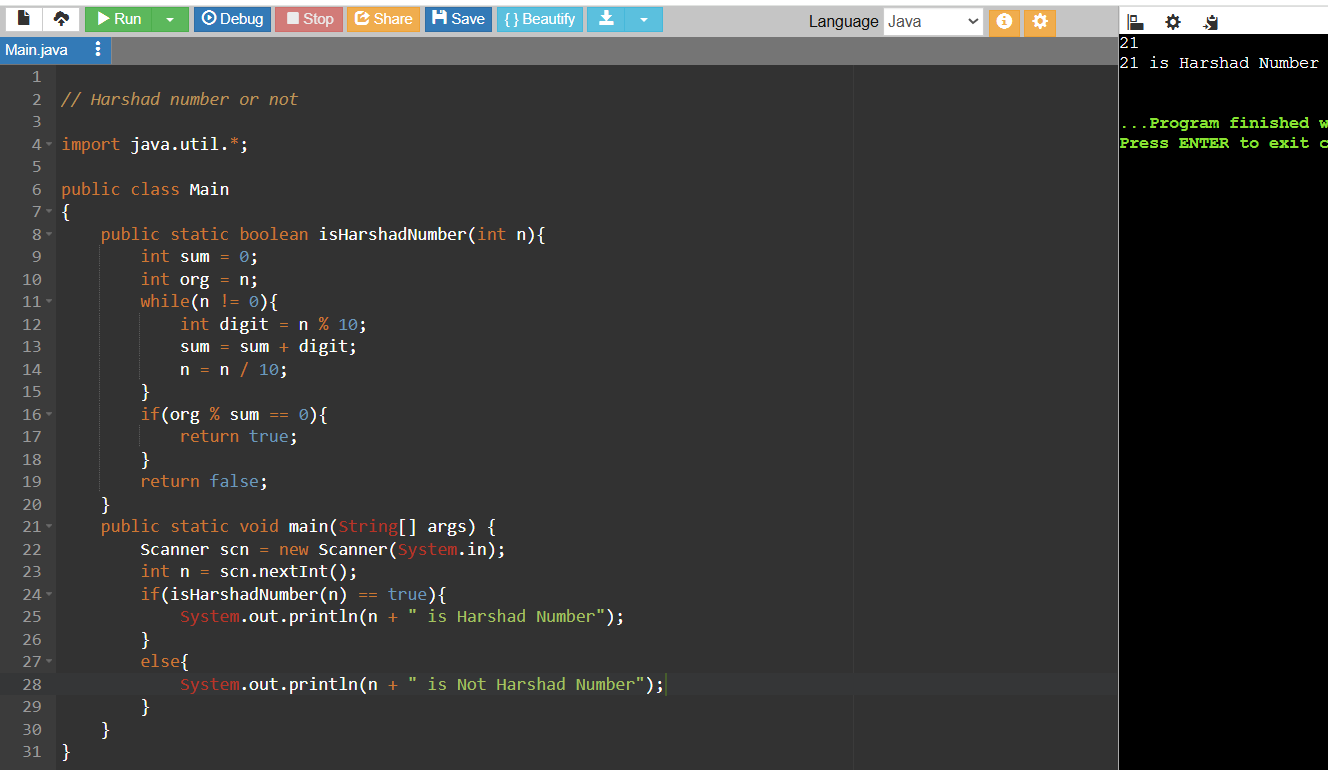 Run Debug Stop Share Save { } Beautify Language Java
Main.java
1
2 // Harshad number or not
3
4 import java.util.*;
5
6 public class Main
7 {
8 public static boolean isHarshadNumber(int n){
9 int sum = 0;
10 int org = n;
11 while(n != 0){
12 int digit = n % 10;
13 sum = sum + digit;
14 n = n / 10;
15 }
16 if(org % sum == 0){
17 return true;
18 }
19 return false;
20 }
21 public static void main(String[] args) {
22 Scanner scn = new Scanner(System.in);
23 int n = scn.nextInt();
24 if(isHarshadNumber(n) == true){
25 System.out.println(n + " is Harshad Number");
26 }
27 else{
28 System.out.println(n + " is Not Harshad Number");
29 }
30 }
31 }
21
21 is Harshad Number
...Program finished w
Press ENTER to exit c